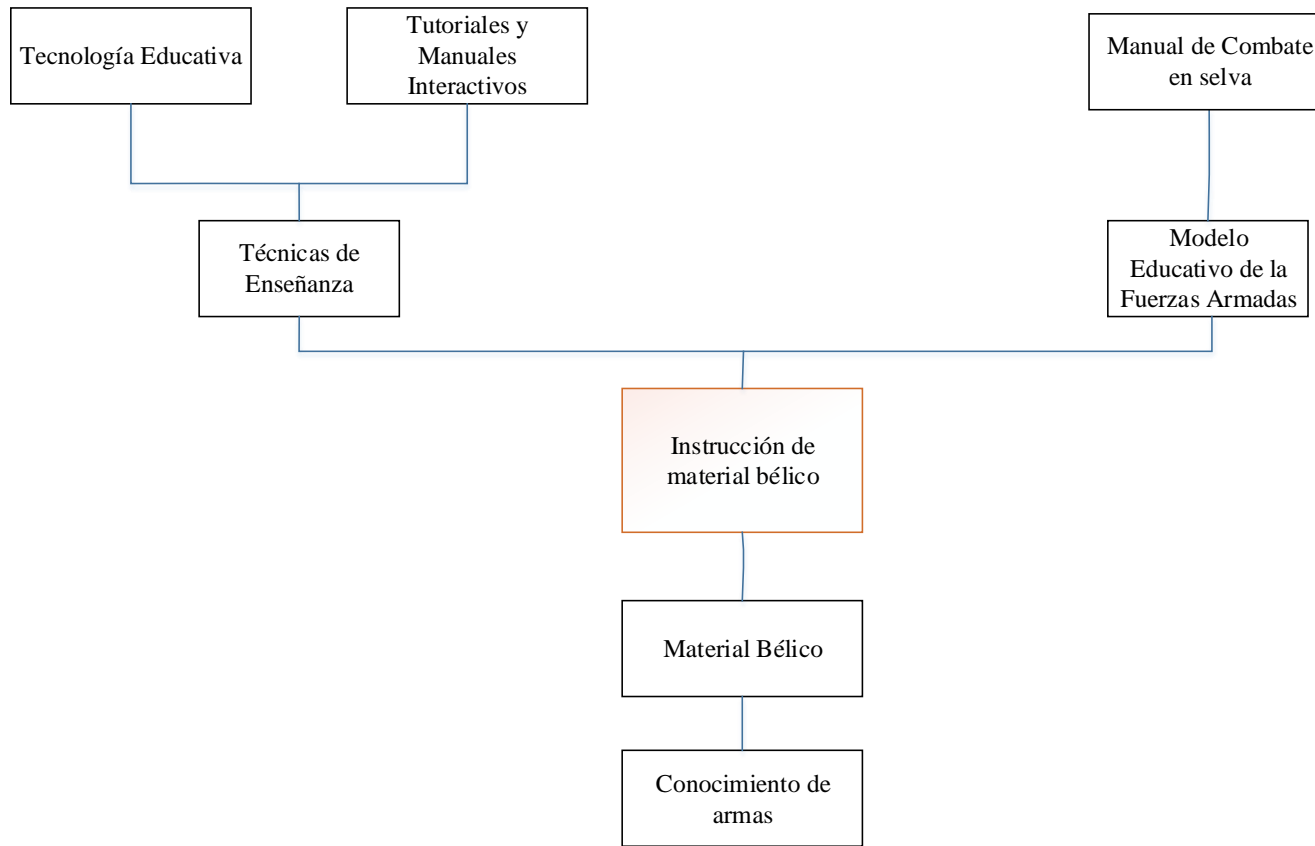 Tecnología Educativa
Tutoriales y
Manuales
Interactivos
Manual de Combate
en selva
Técnicas de
Enseñanza
Modelo
Educativo de la
Fuerzas Armadas
Instrucción de
material bélico
Material Bélico
Conocimiento de
armas